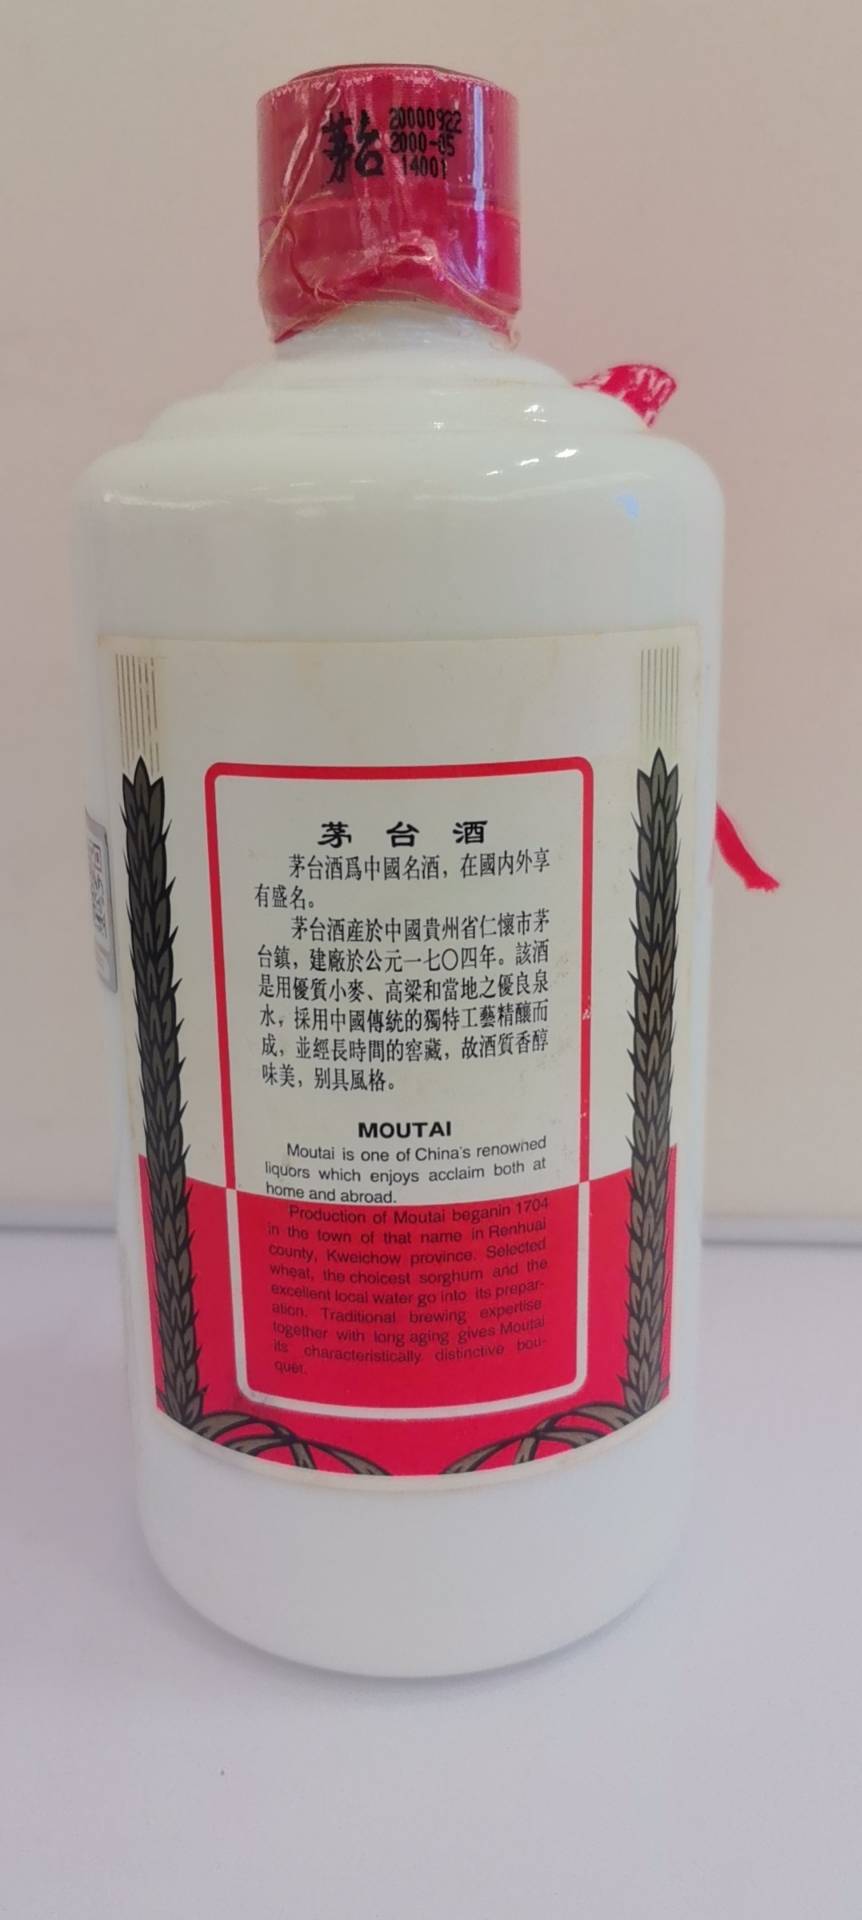 茅台
20000922
2000-05
14001
茅台酒
茅台酒爲中國名酒，在國内外享
有盛名。
茅台酒産於中國貴州省仁懷市茅
台鎮，建廠於公元一七〇四年。該酒
是用優質小麥、高粱和當地之優良泉
水，採用中國傳統的獨特工藝精釀而
成，並經長時間的窖藏，故酒質香醇
味美，别具風格。
MOUTAI
Moutai is one of China's renowned
liquors which enjoys acclaim both at
home and abroad.
Production of Moutai beganin 1704
in the town of that name in Renhuai
county, Kweichow province. Selected
wheat, the choicest sorghum and the
excellent local water go into its prepar-
ation. Traditional brewing expertise
together with long aging gives Moutai
its characteristically distinctive bou-
quet.